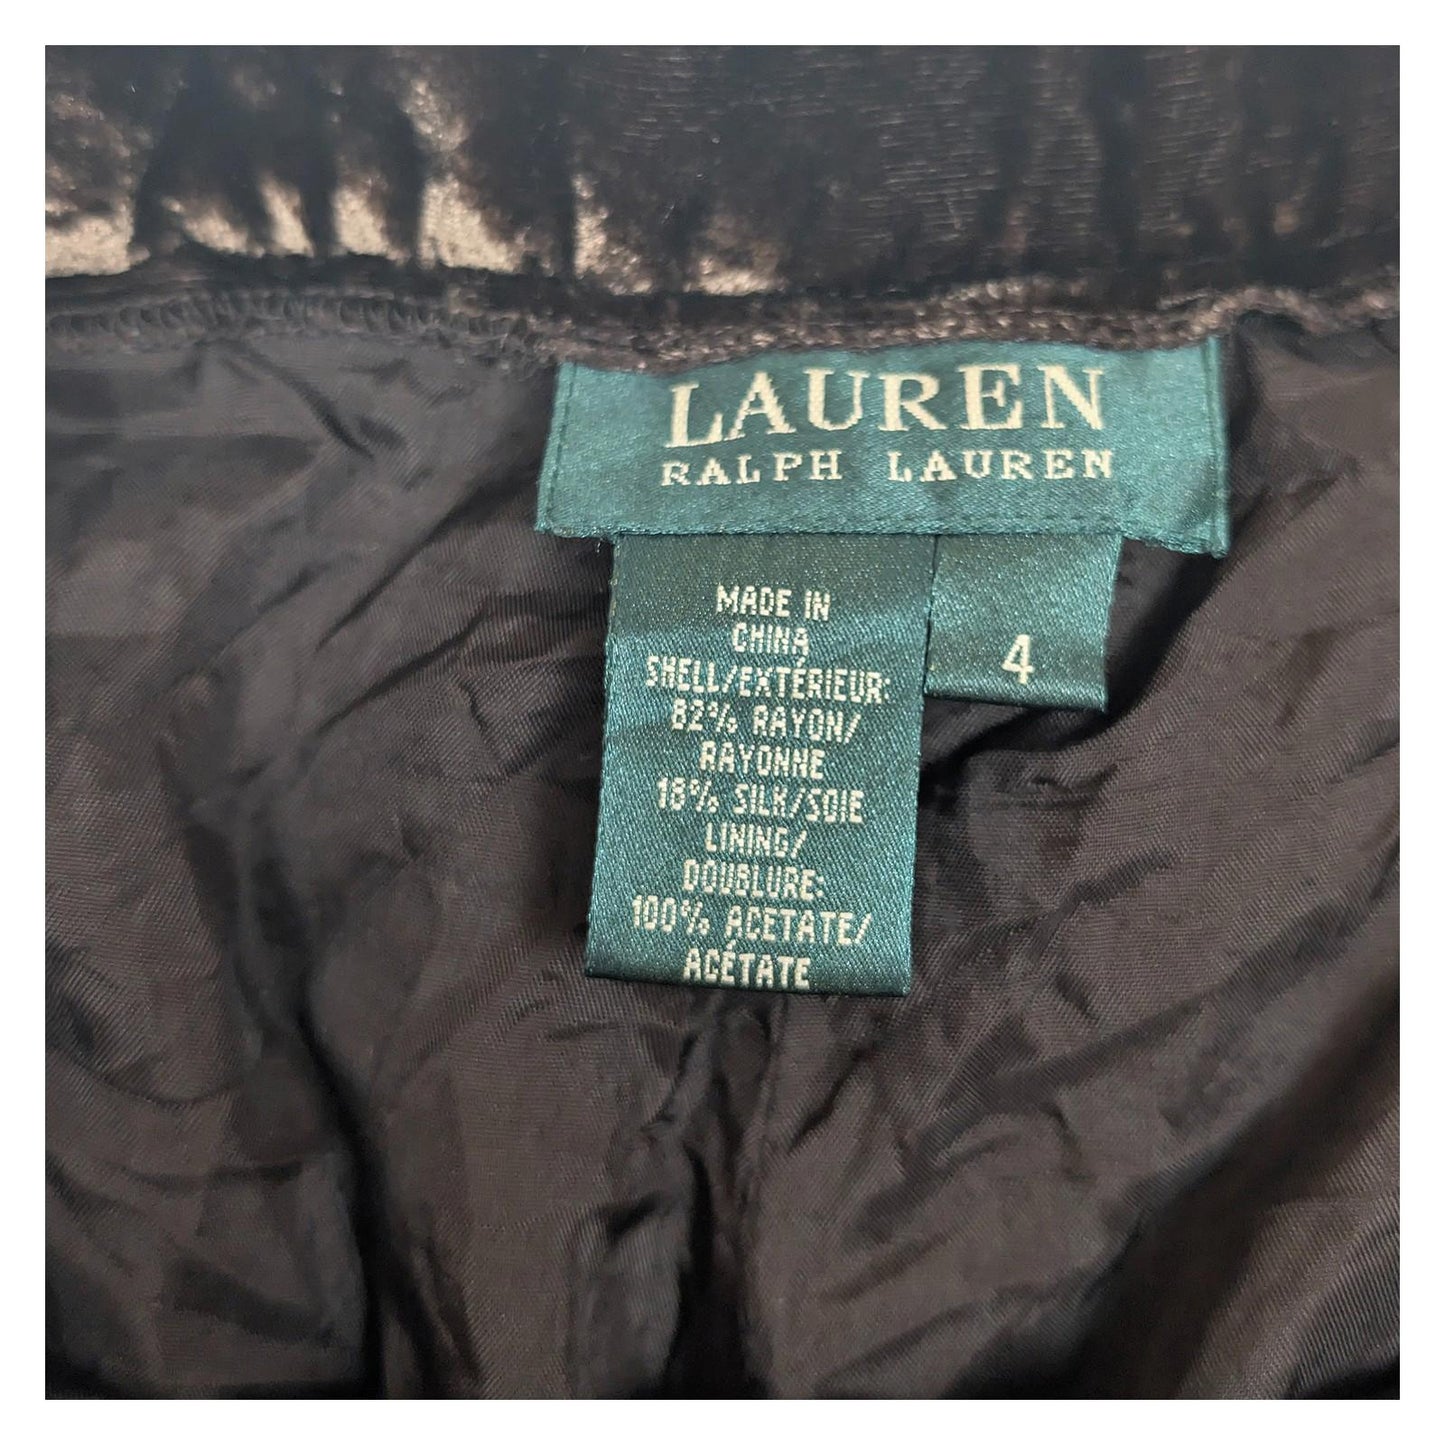 LAUREN
RALPH LAUREN
MADE IN
CHINA
SHELL/EXTÉRIEUR:
82% RAYON/
RAYONNE
18% SILK/SOIE
LINING/
DOUBLURE:
100% ACETATE/
ACÉTATE
4